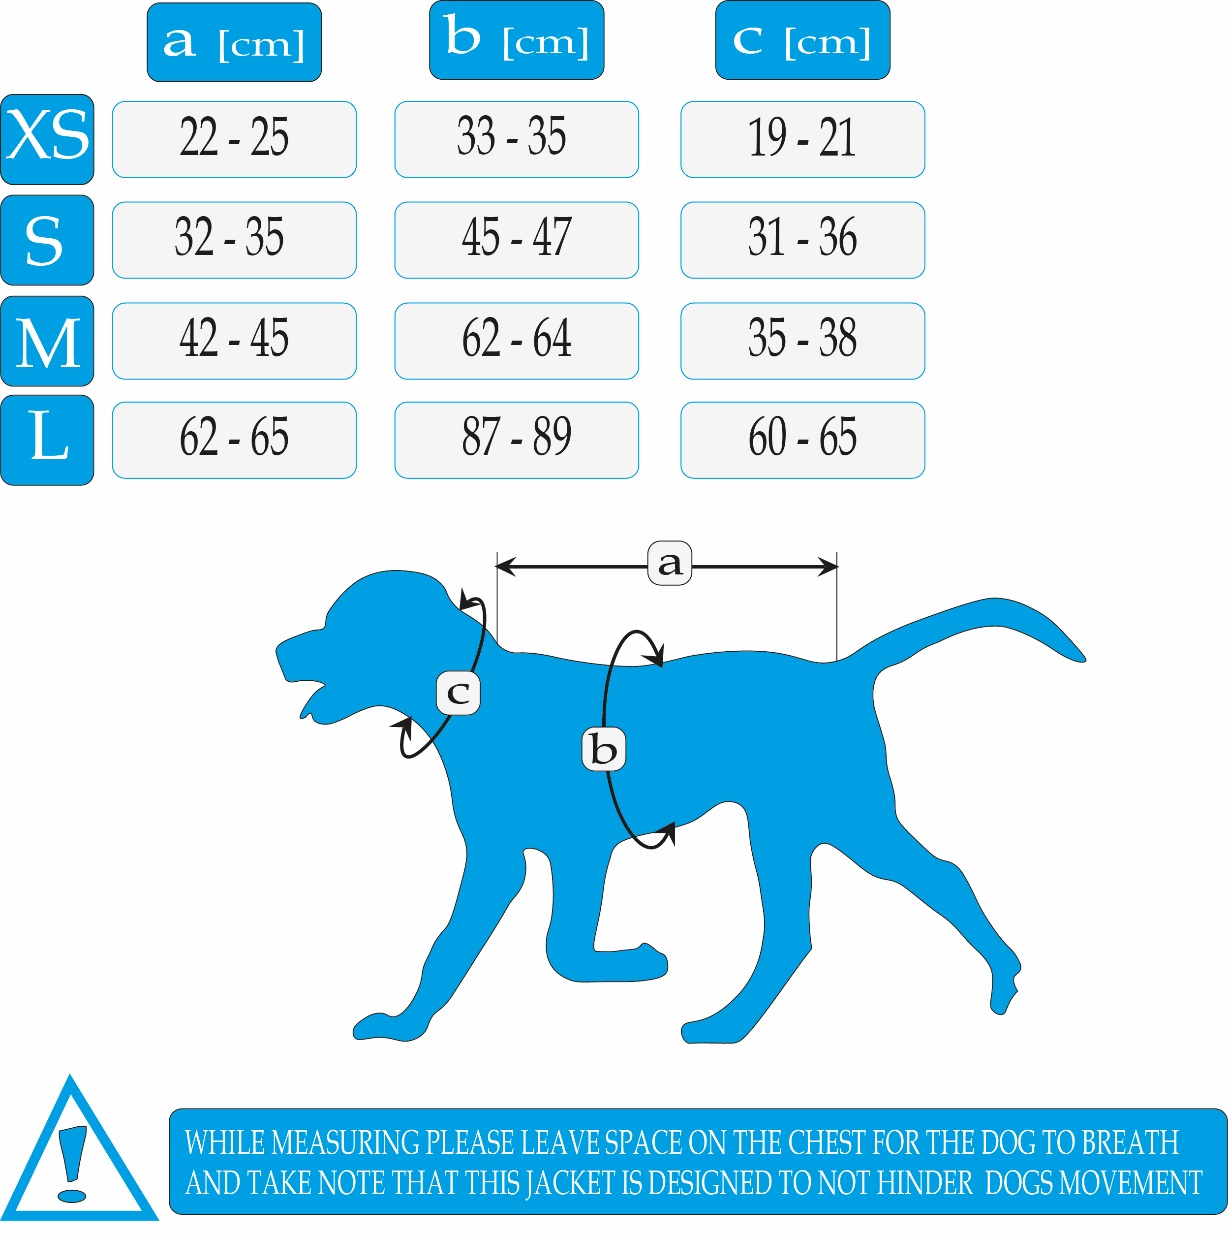 a [cm] b [cm] c [cm]
XS 22 - 25 33 - 35 19 - 21
S 32 - 35 45 - 47 31 - 36
M 42 - 45 62 - 64 35 - 38
L 62 - 65 87 - 89 60 - 65
a
c
b
! WHILE MEASURING PLEASE LEAVE SPACE ON THE CHEST FOR THE DOG TO BREATH
AND TAKE NOTE THAT THIS JACKET IS DESIGNED TO NOT HINDER DOGS MOVEMENT